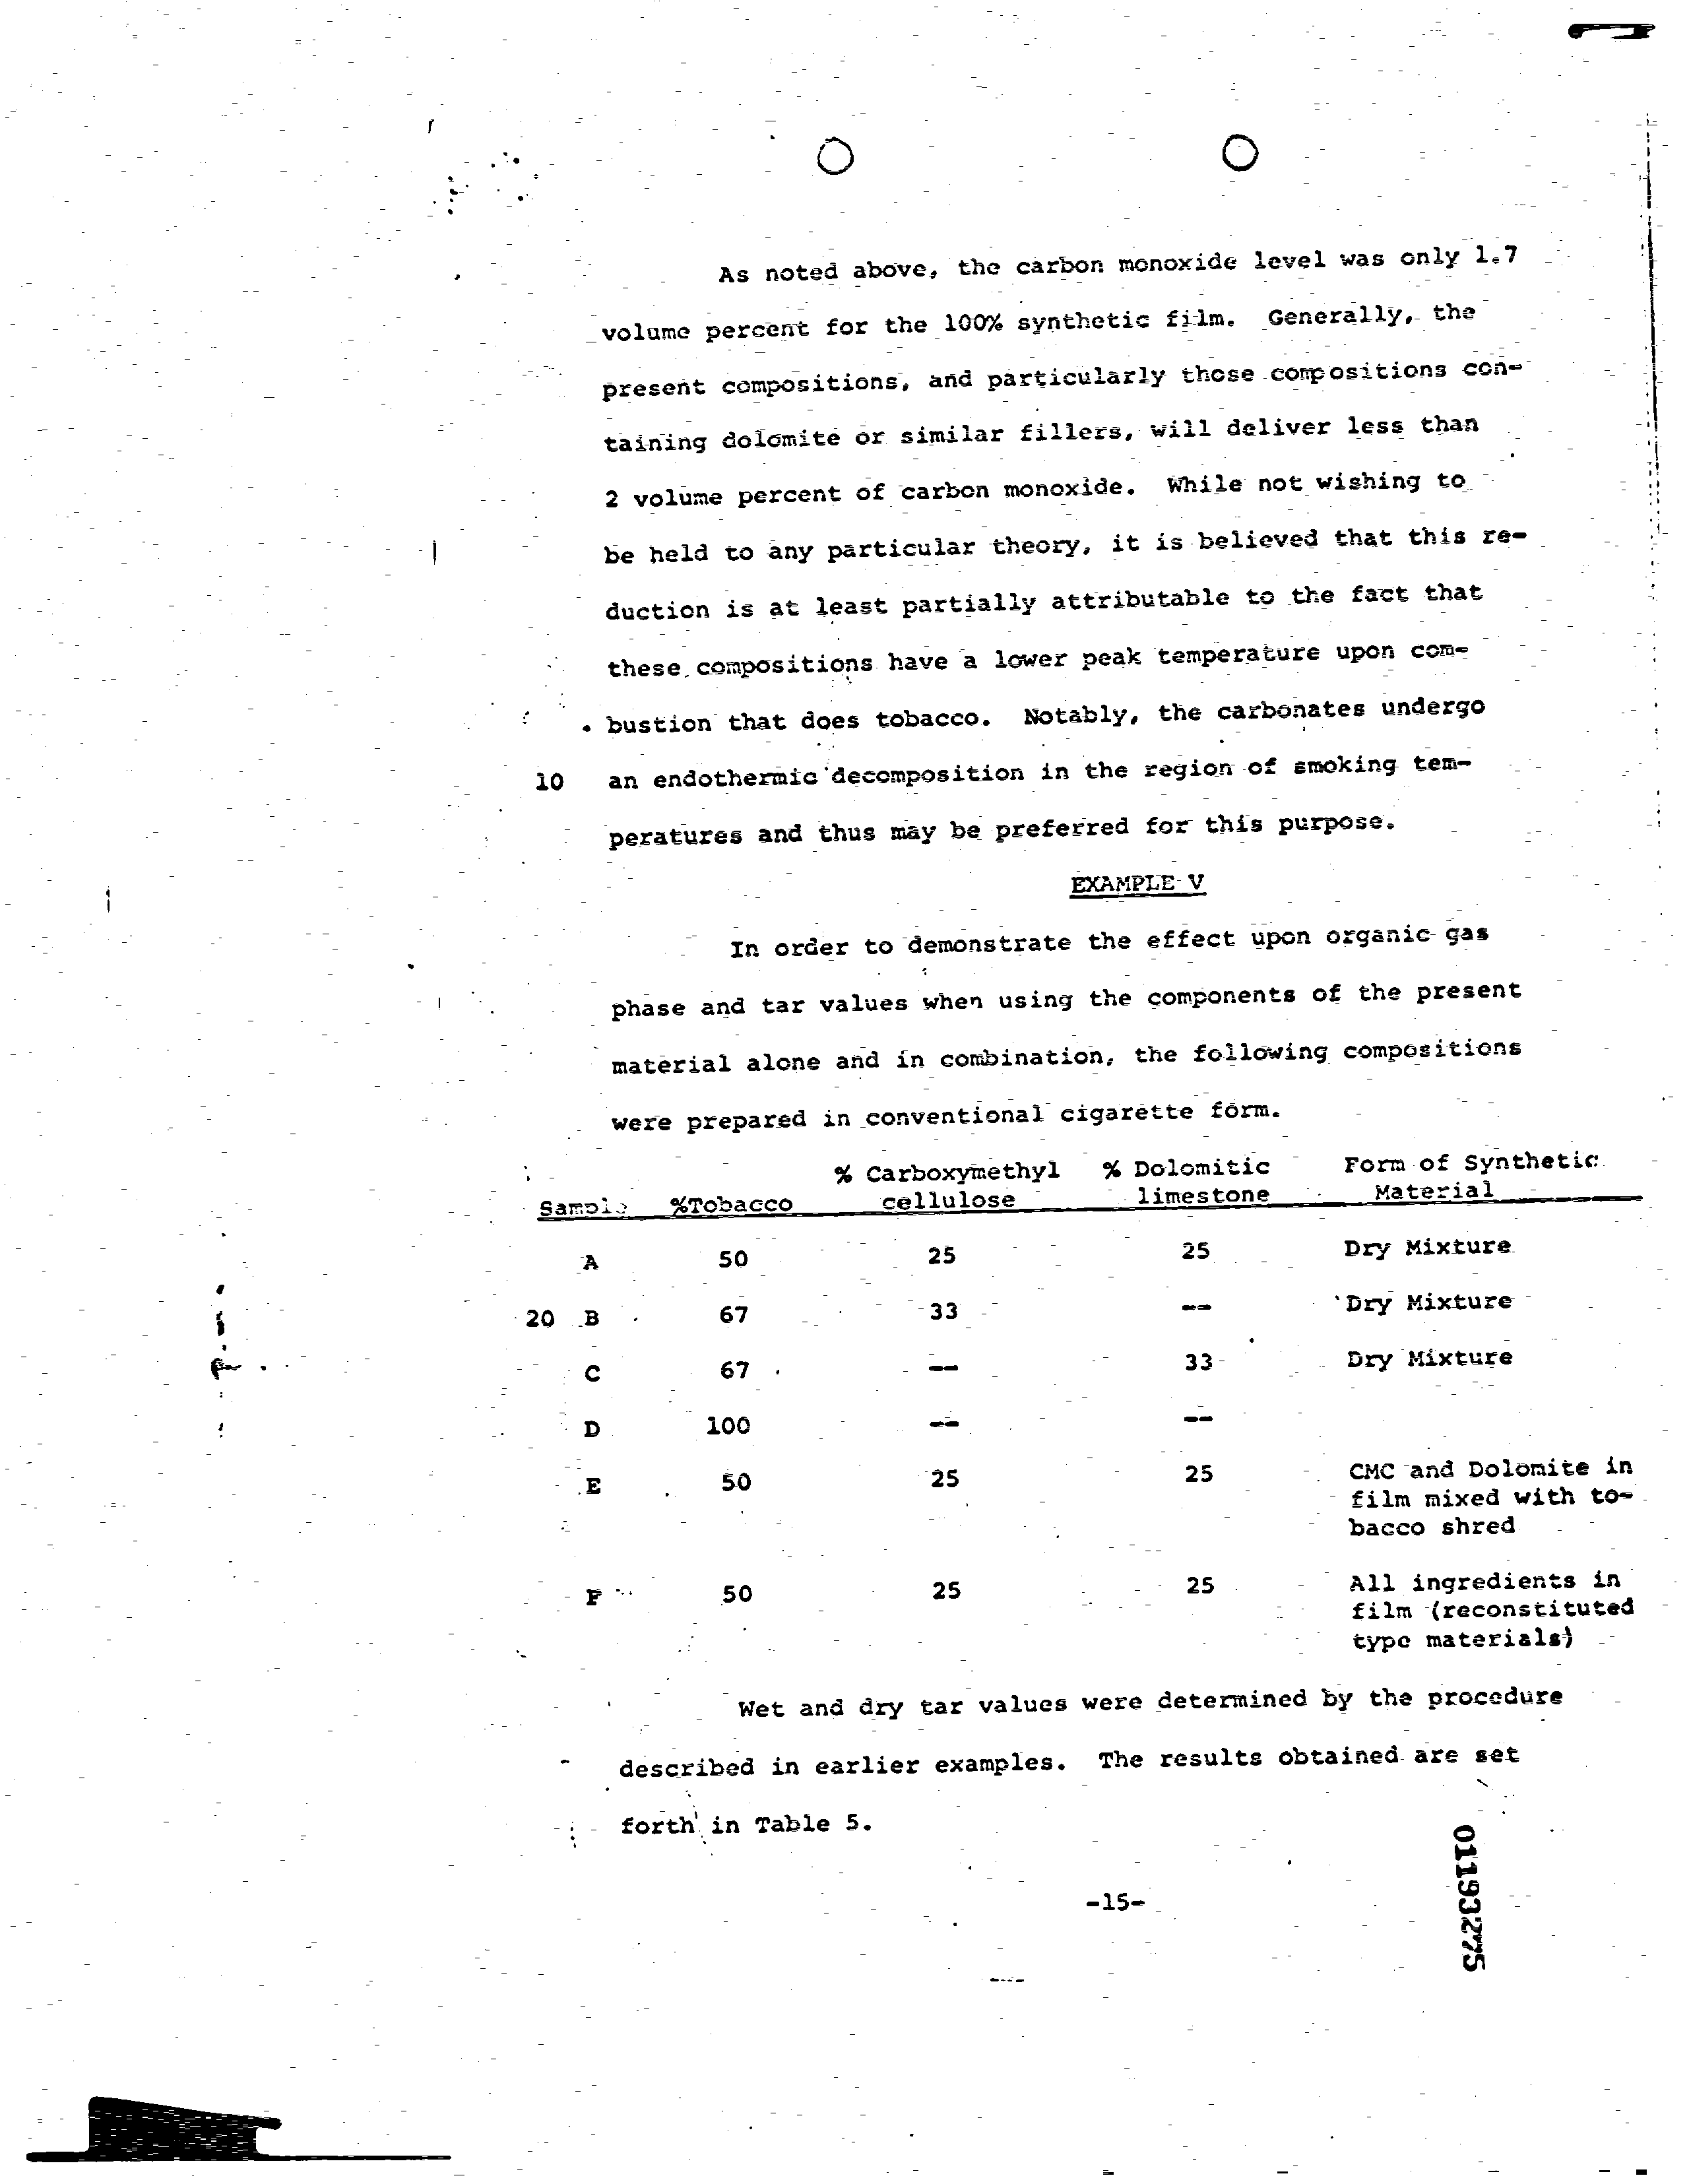 As noted above, the carbon monoxide level was only 1.7
volume percent for the 100% synthetic film. Generally, the
present compositions, and particularly those compositions con-
taining dolomite or similar fillers, will deliver less than
2 volume percent of carbon monoxide. While not wishing to
be held to any particular theory, it is believed that this re-
duction is at least partially attributable to the fact that
these compositions have a lower peak temperature upon com-
bustion that does tobacco. Notably, the carbonates undergo
10 an endothermic decomposition in the region of smoking tem-
peratures and thus may be preferred for this purpose.
EXAMPLE V
In order to demonstrate the effect upon organic gas
phase and tar values when using the components of the present
material alone and in combination, the following compositions
were prepared in conventional cigarette form.
% Carboxymethyl % Dolomitic Form of Synthetic
Sample %Tobacco cellulose limestone Material
A 50 25 25 Dry Mixture
20 B 67 33 -- Dry Mixture
C 67 -- 33 Dry Mixture
D 100 -- --
E 50 25 25 CMC and Dolomite in
film mixed with to-
bacco shred
F 50 25 25 All ingredients in
film (reconstituted
type materials)
Wet and dry tar values were determined by the procedure
described in earlier examples. The results obtained are set
forth in Table 5.
-15-
01193275